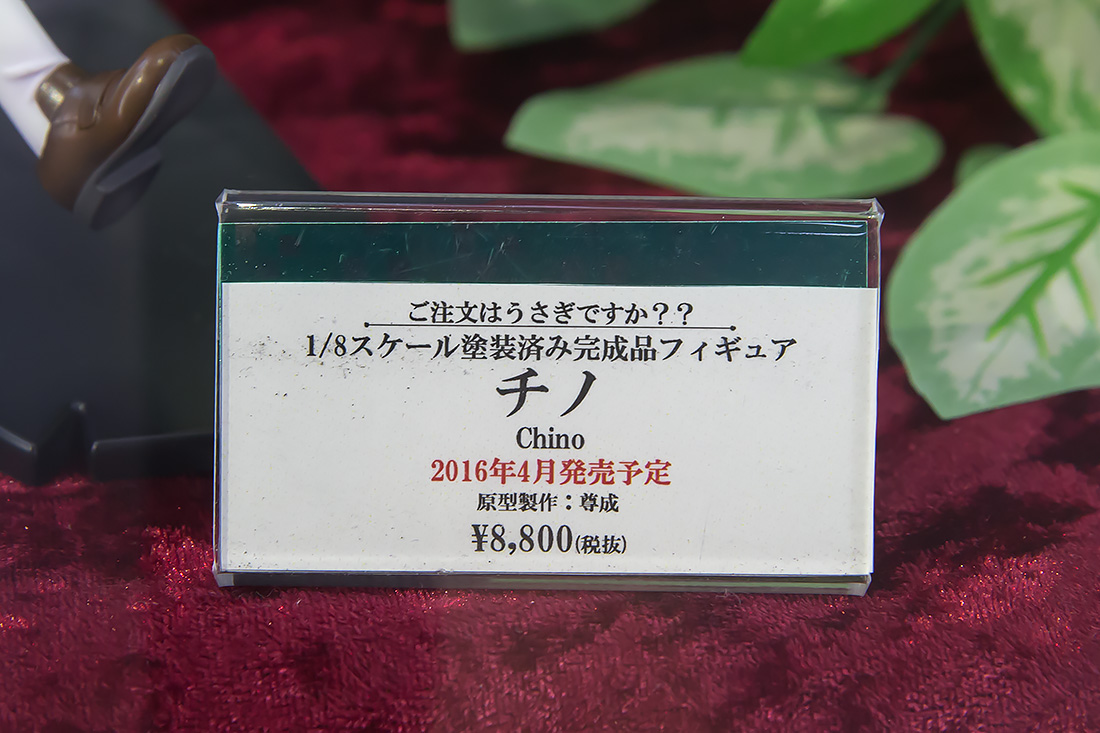 ご注文はうさぎですか？？
1/8スケール塗装済み完成品フィギュア
チノ
Chino
2016年4月発売予定
原型製作：尊成
¥8,800(税抜)